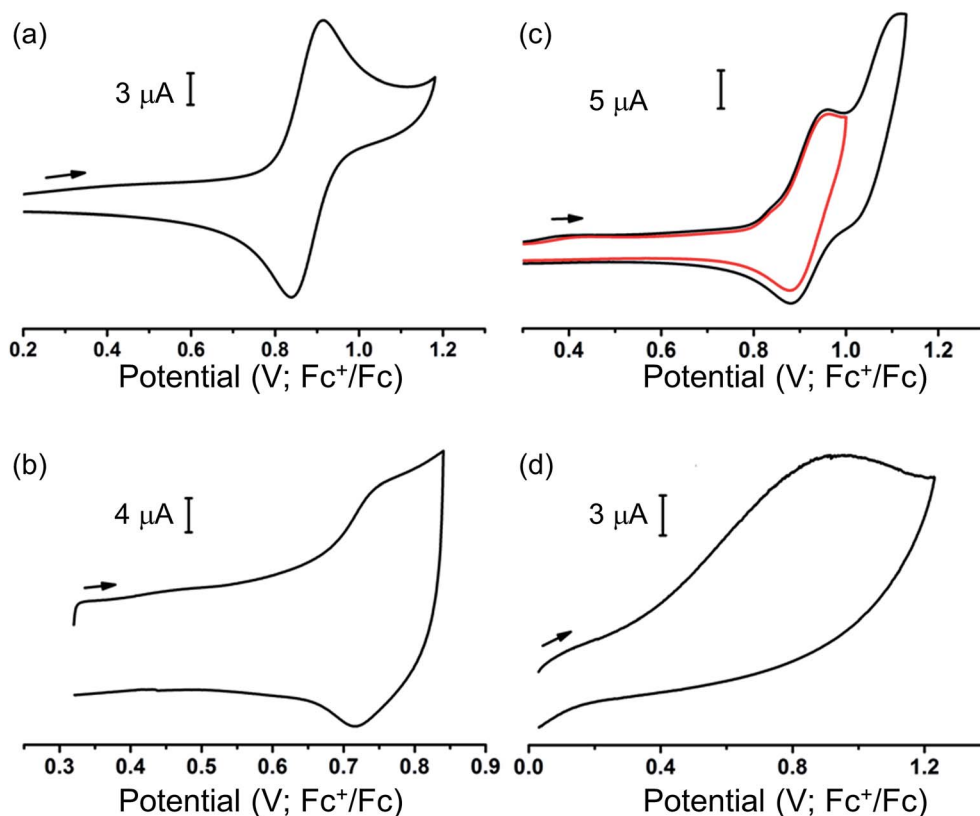 (a)
3 μA
0.2 0.4 0.6 0.8 1.0 1.2
Potential (V; Fc⁺/Fc)
(c)
5 μA
0.4 0.6 0.8 1.0 1.2
Potential (V; Fc⁺/Fc)
(b)
4 μA
0.3 0.4 0.5 0.6 0.7 0.8 0.9
Potential (V; Fc⁺/Fc)
(d)
3 μA
0.0 0.4 0.8 1.2
Potential (V; Fc⁺/Fc)